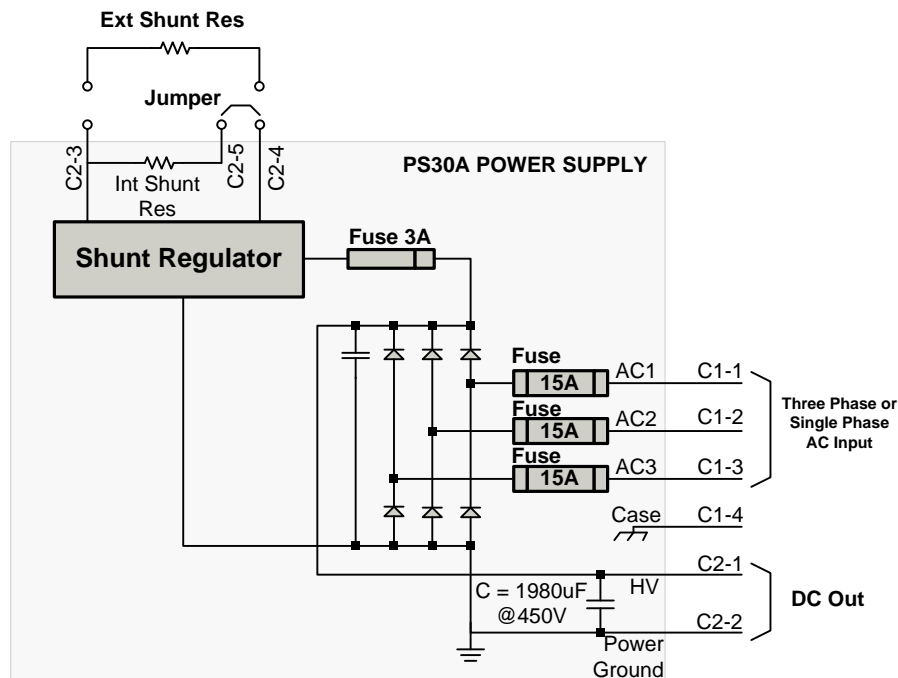 Ext Shunt Res
Jumper
C2-3
C2-5
C2-4
Int Shunt
Res
PS30A POWER SUPPLY
Shunt Regulator
Fuse 3A
Fuse
15A
AC1
C1-1
Fuse
15A
AC2
C1-2
Fuse
15A
AC3
C1-3
Three Phase or
Single Phase
AC Input
Case
C1-4
C2-1
HV
C = 1980uF
@450V
DC Out
C2-2
Power
Ground